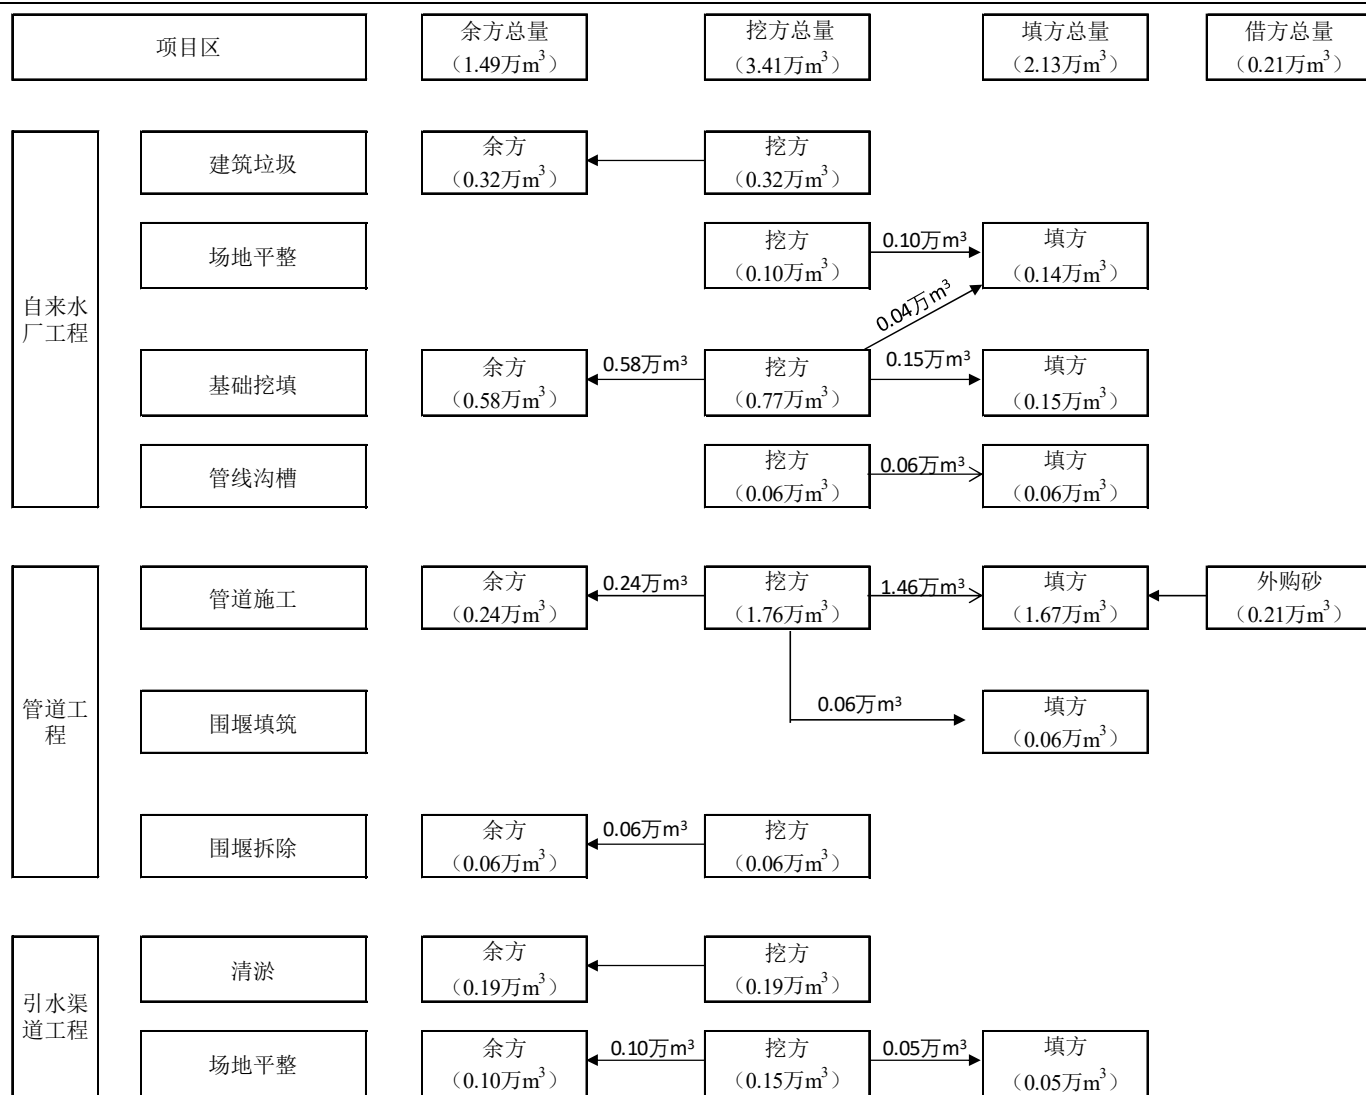 项目区
余方总量
（1.49万m³）
挖方总量
（3.41万m³）
填方总量
（2.13万m³）
借方总量
（0.21万m³）
自来水
厂工程
建筑垃圾
余方
（0.32万m³）
挖方
（0.32万m³）
场地平整
挖方
（0.10万m³）
0.10万m³
填方
（0.14万m³）
0.04万m³
基础挖填
余方
（0.58万m³）
0.58万m³
挖方
（0.77万m³）
0.15万m³
填方
（0.15万m³）
管线沟槽
挖方
（0.06万m³）
0.06万m³
填方
（0.06万m³）
管道工
程
管道施工
余方
（0.24万m³）
0.24万m³
挖方
（1.76万m³）
1.46万m³
填方
（1.67万m³）
外购砂
（0.21万m³）
围堰填筑
0.06万m³
填方
（0.06万m³）
围堰拆除
余方
（0.06万m³）
0.06万m³
挖方
（0.06万m³）
引水渠
道工程
清淤
余方
（0.19万m³）
挖方
（0.19万m³）
场地平整
余方
（0.10万m³）
0.10万m³
挖方
（0.15万m³）
0.05万m³
填方
（0.05万m³）